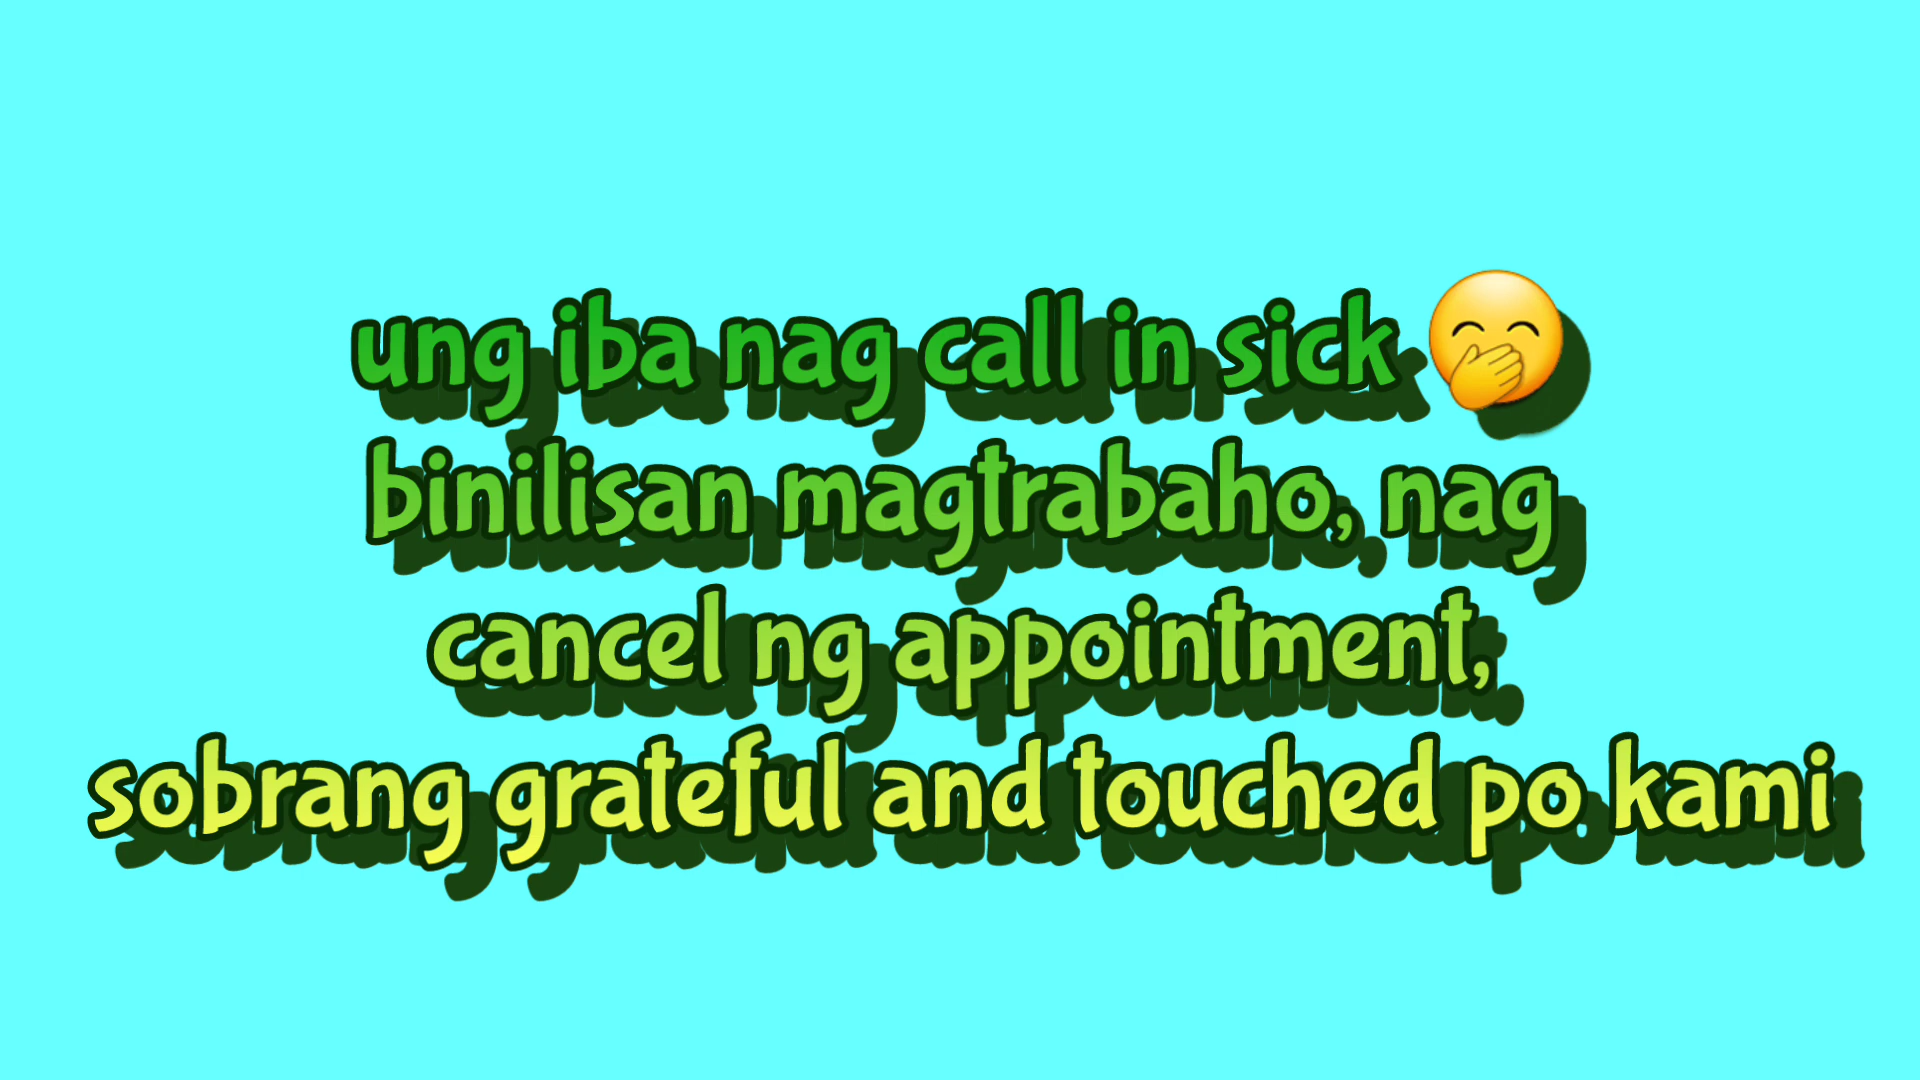 ung iba nag call in sick 🤭
binilisan magtrabaho, nag
cancel ng appointment,
sobrang grateful and touched po kami